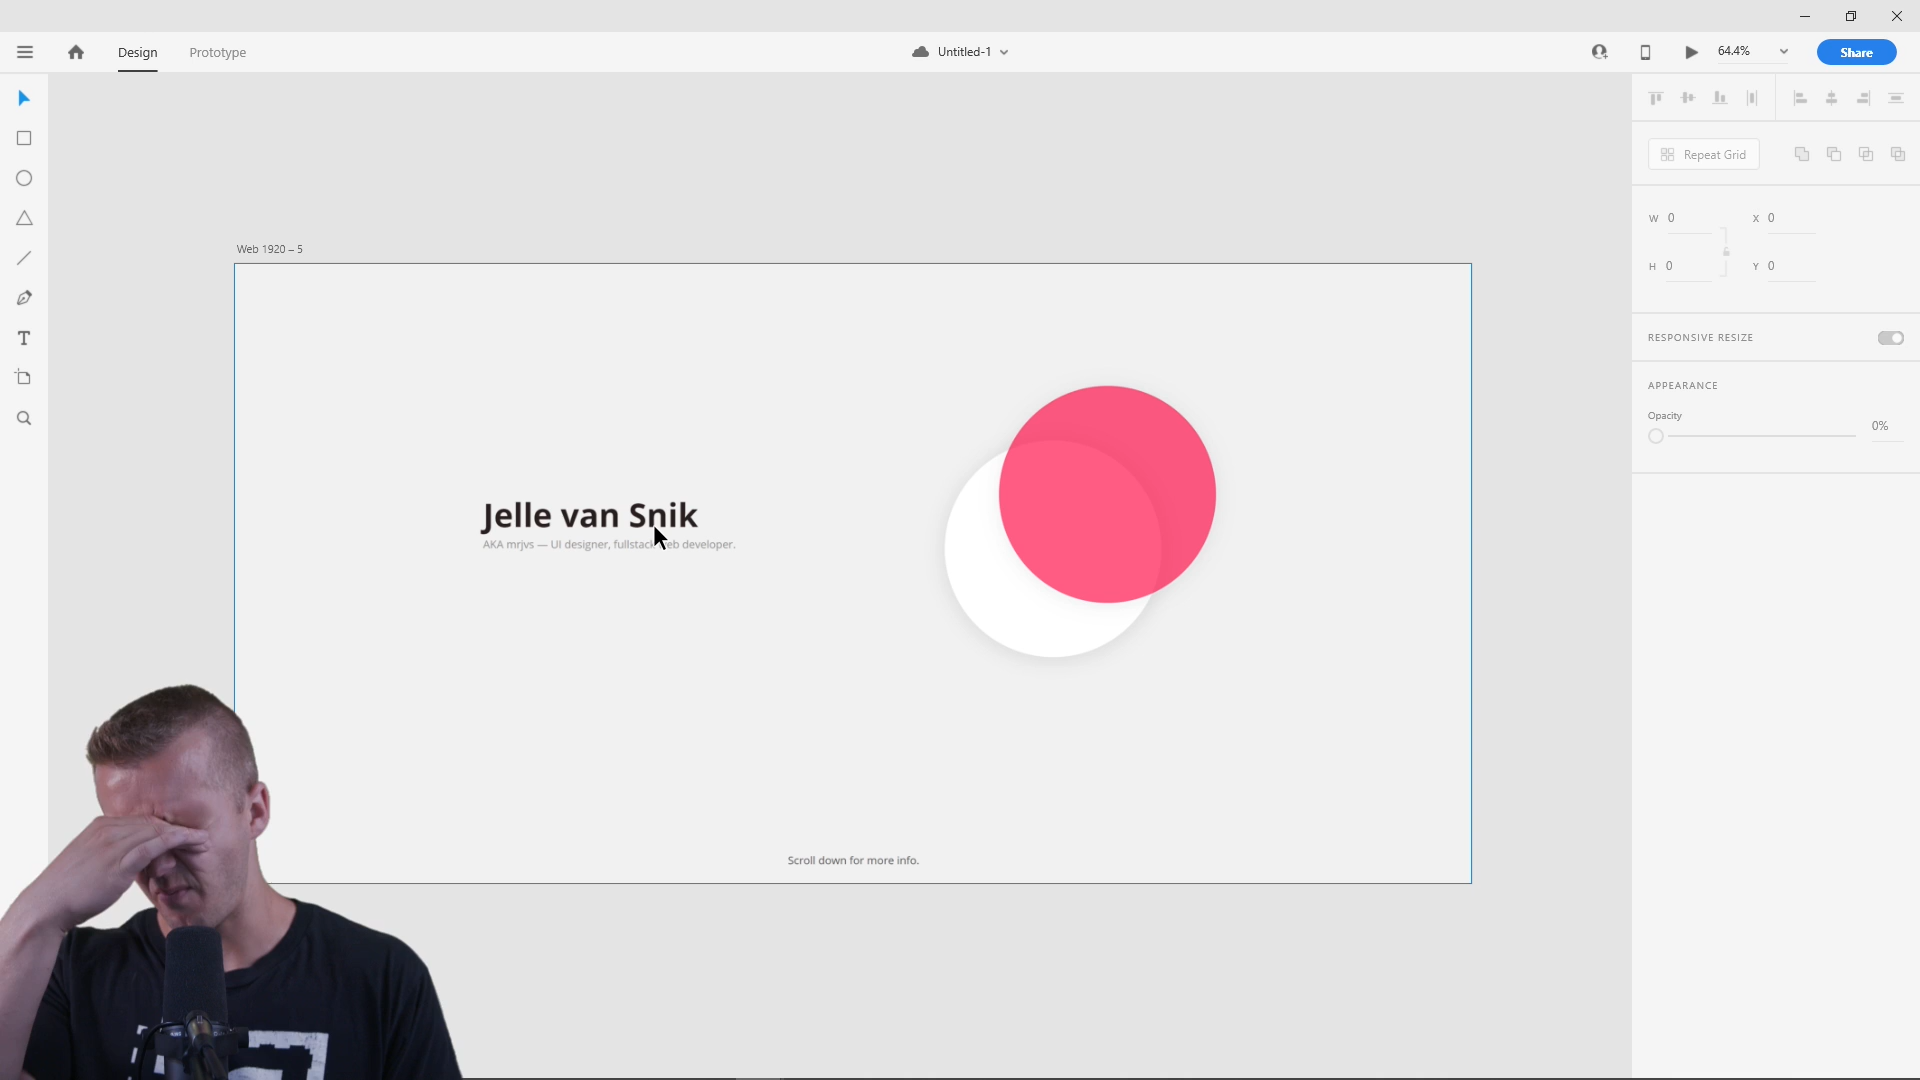 Design
Prototype
Untitled-1
64.4%
Share
Repeat Grid
W 0
X 0
H 0
Y 0
RESPONSIVE RESIZE
APPEARANCE
Opacity
0%
Web 1920 – 5
Jelle van Snik
AKA mrjvs — UI designer, fullstack web developer.
Scroll down for more info.